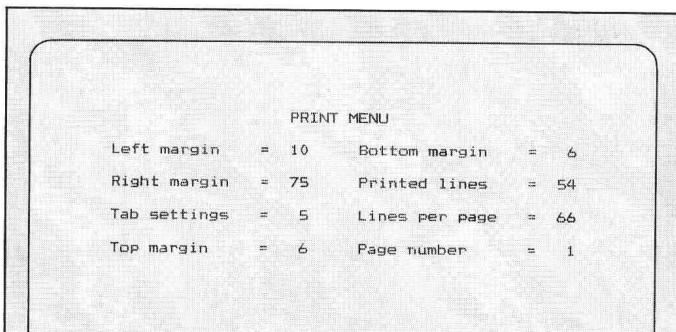 PRINT MENU
Left margin = 10 Bottom margin = 6
Right margin = 75 Printed lines = 54
Tab settings = 5 Lines per page = 66
Top margin = 6 Page number = 1